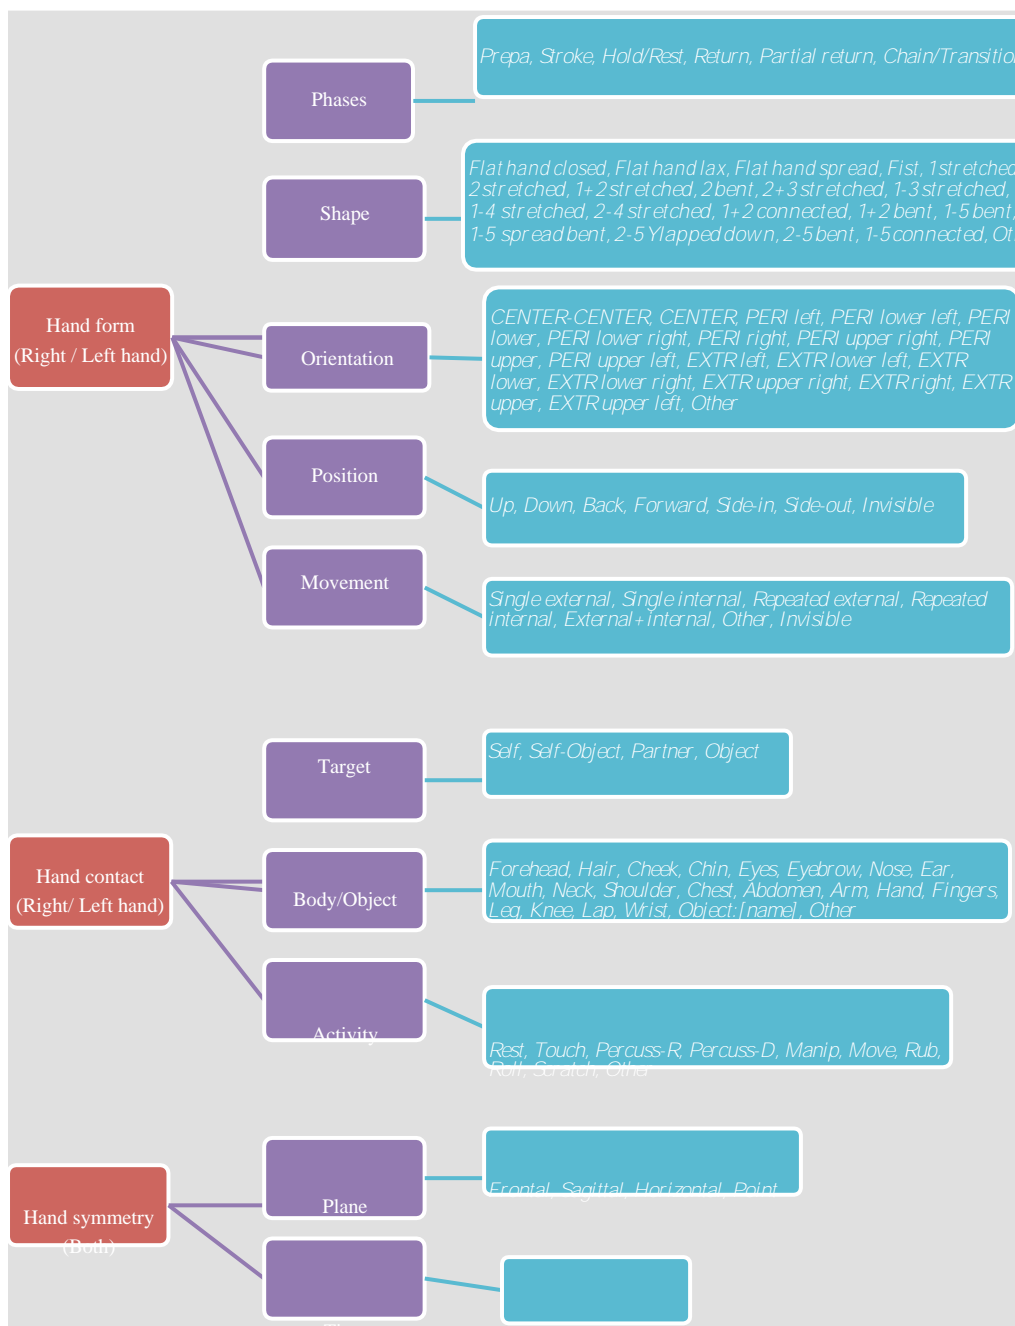 Phases
Prepa, Stroke, Hold/Rest, Return, Partial return, Chain/Transitio
Shape
Flat hand closed, Flat hand lax, Flat hand spread, Fist, 1 stretched
2 stretched, 1+2 stretched, 2 bent, 2+3 stretched, 1-3 stretched,
1-4 stretched, 2-4 stretched, 1+2 connected, 1+2 bent, 1-5 bent,
1-5 spread bent, 2-5 Ylapped down, 2-5 bent, 1-5 connected, Ot
Hand form
(Right / Left hand)
Orientation
CENTER-CENTER, CENTER, PERI left, PERI lower left, PERI
lower, PERI lower right, PERI right, PERI upper right, PERI
upper, PERI upper left, EXTR left, EXTR lower left, EXTR
lower, EXTR lower right, EXTR upper right, EXTR right, EXTR
upper, EXTR upper left, Other
Position
Up, Down, Back, Forward, Side-in, Side-out, Invisible
Movement
Single external, Single internal, Repeated external, Repeated
internal, External+internal, Other, Invisible
Target
Self, Self-Object, Partner, Object
Hand contact
(Right/ Left hand)
Body/Object
Forehead, Hair, Cheek, Chin, Eyes, Eyebrow, Nose, Ear,
Mouth, Neck, Shoulder, Chest, Abdomen, Arm, Hand, Fingers,
Leg, Knee, Lap, Wrist, Object:[name], Other
Activity
Rest, Touch, Percuss-R, Percuss-D, Manip, Move, Rub,
Pull, Scratch, Other
Hand symmetry
(Both)
Plane
Frontal, Sagittal, Horizontal, Point